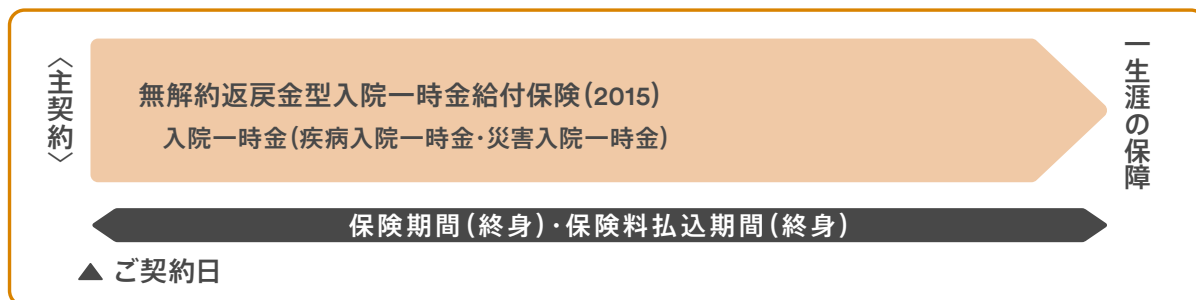 〈主契約〉
無解約返戻金型入院一時金給付保険(2015)
入院一時金(疾病入院一時金・災害入院一時金)
一生涯の保障
保険期間(終身)・保険料払込期間(終身)
▲ ご契約日